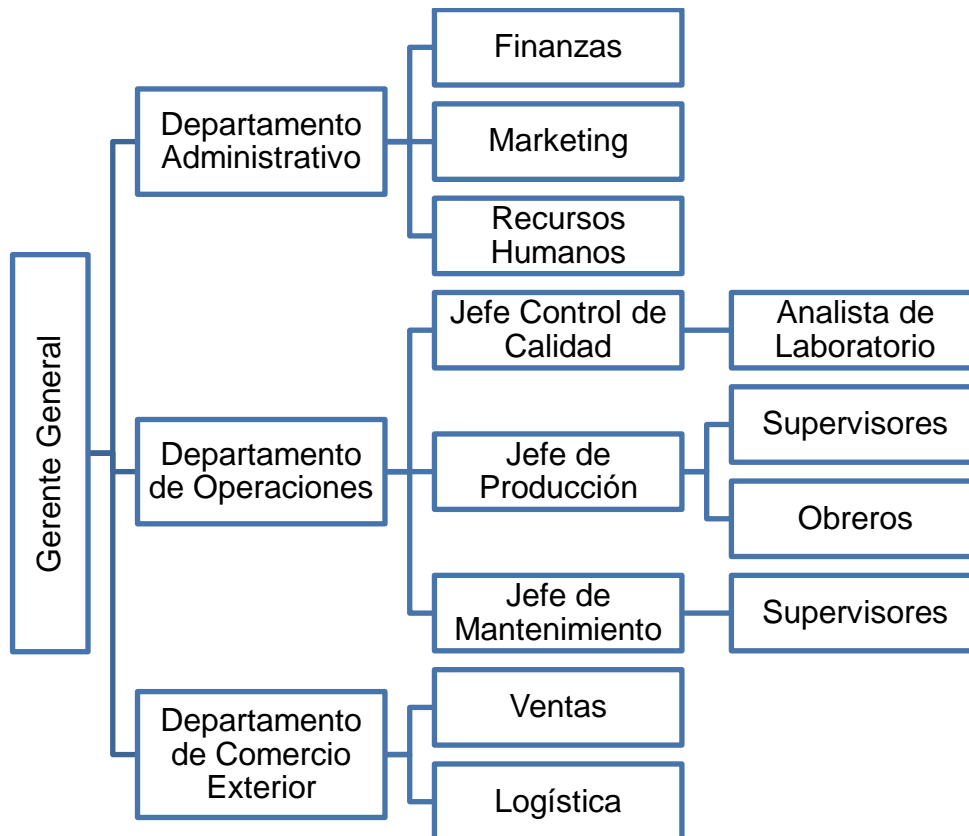 Gerente General
Departamento
Administrativo
Finanzas
Marketing
Recursos
Humanos
Departamento
de Operaciones
Jefe Control de
Calidad
Analista de
Laboratorio
Jefe de
Producción
Supervisores
Obreros
Jefe de
Mantenimiento
Supervisores
Departamento
de Comercio
Exterior
Ventas
Logística